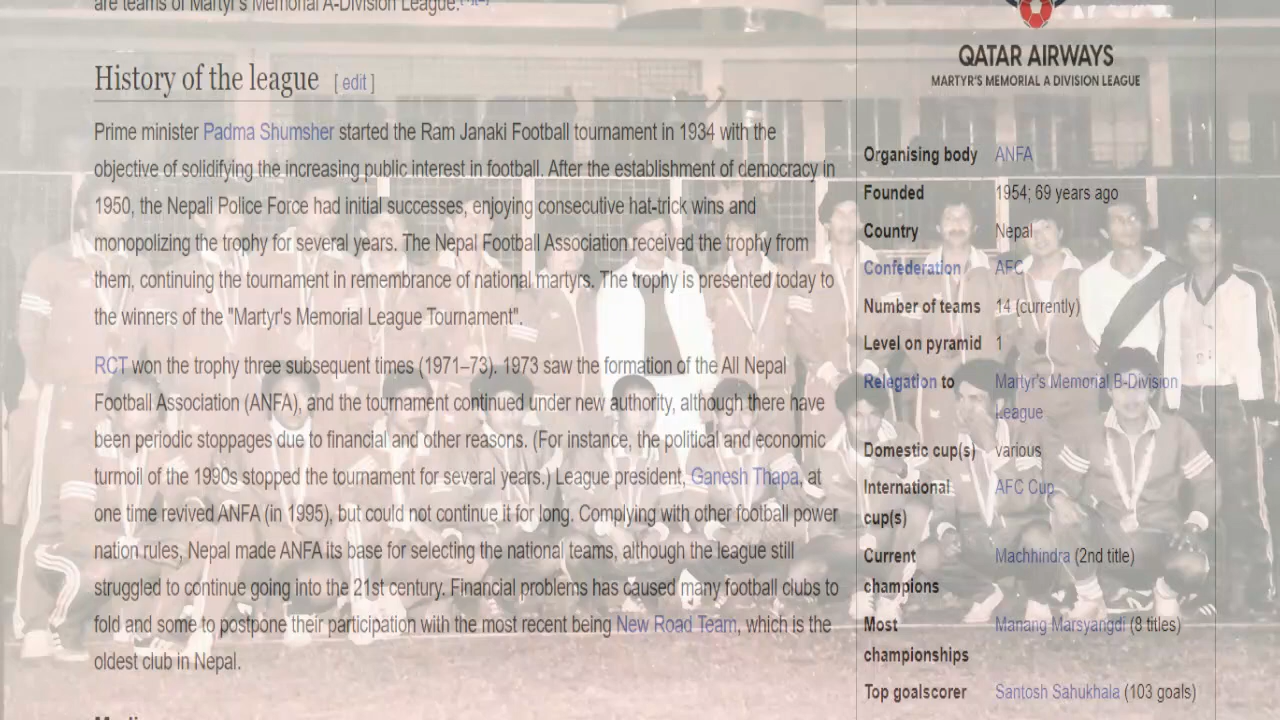 are teams of Martyr's Memorial A-Division League.
History of the league [ edit ]
Prime minister Padma Shumsher started the Ram Janaki Football tournament in 1934 with the
objective of solidifying the increasing public interest in football. After the establishment of democracy in
1950, the Nepali Police Force had initial successes, enjoying consecutive hat-trick wins and
monopolizing the trophy for several years. The Nepal Football Association received the trophy from
them, continuing the tournament in remembrance of national martyrs. The trophy is presented today to
the winners of the "Martyr's Memorial League Tournament".
RCT won the trophy three subsequent times (1971–73). 1973 saw the formation of the All Nepal
Football Association (ANFA), and the tournament continued under new authority, although there have
been periodic stoppages due to financial and other reasons. (For instance, the political and economic
turmoil of the 1990s stopped the tournament for several years.) League president, Ganesh Thapa, at
one time revived ANFA (in 1995), but could not continue it for long. Complying with other football power
nation rules, Nepal made ANFA its base for selecting the national teams, although the league still
struggled to continue going into the 21st century. Financial problems has caused many football clubs to
fold and some to postpone their participation with the most recent being New Road Team, which is the
oldest club in Nepal.
QATAR AIRWAYS
MARTYR'S MEMORIAL A DIVISION LEAGUE
Organising body ANFA
Founded 1954; 69 years ago
Country Nepal
Confederation AFC
Number of teams 14 (currently)
Level on pyramid 1
Relegation to Martyr's Memorial B-Division
League
Domestic cup(s) various
International AFC Cup
cup(s)
Current Machhindra (2nd title)
champions
Most Manang Marsyangdi (8 titles)
championships
Top goalscorer Santosh Sahukhala (103 goals)